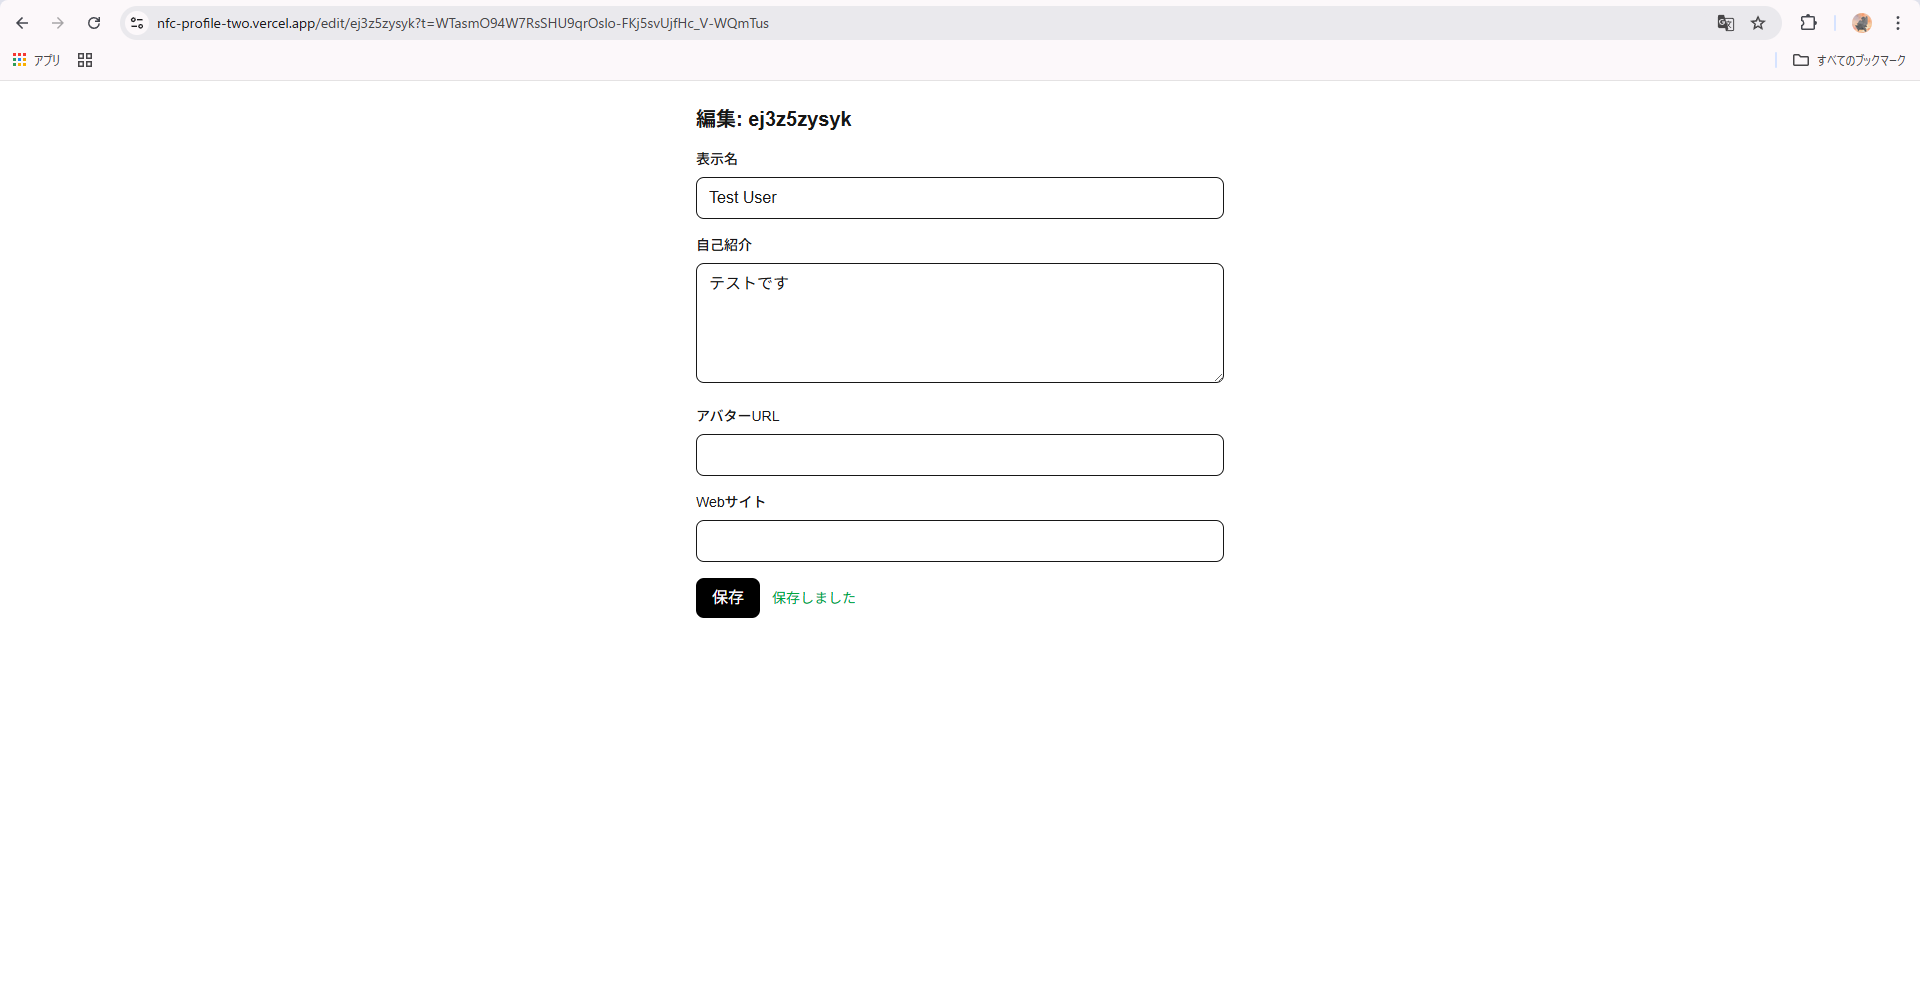 nfc-profile-two.vercel.app/edit/ej3z5zysyk?t=WTasmO94W7RsSHU9qrOslo-FKj5svUjfHc_V-WQmTus
アプリ
すべてのブックマーク
編集: ej3z5zysyk
表示名
Test User
自己紹介
テストです
アバターURL
Webサイト
保存 保存しました